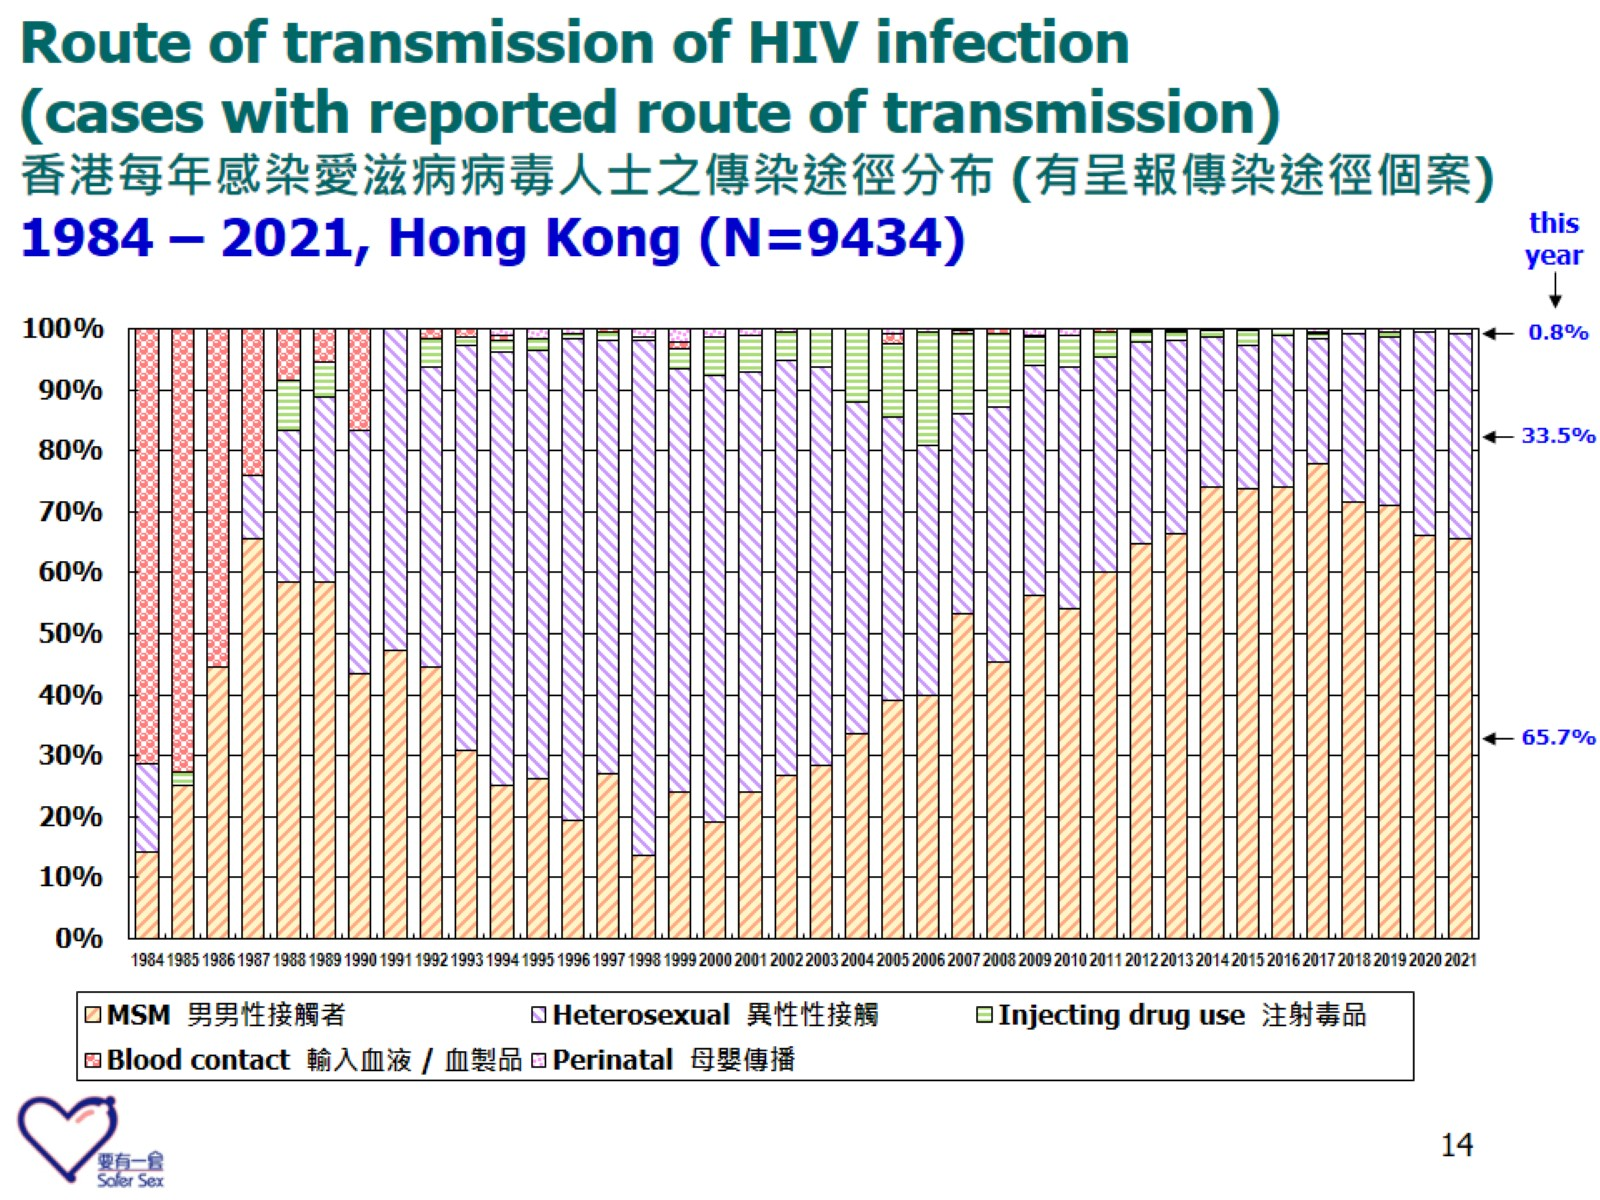 Route of transmission of HIV infection
(cases with reported route of transmission)
香港每年感染愛滋病病毒人士之傳染途徑分布 (有呈報傳染途徑個案)
1984 – 2021, Hong Kong (N=9434)
this
year
100%
90%
80%
70%
60%
50%
40%
30%
20%
10%
0%
0.8%
33.5%
65.7%
1984 1985 1986 1987 1988 1989 1990 1991 1992 1993 1994 1995 1996 1997 1998 1999 2000 2001 2002 2003 2004 2005 2006 2007 2008 2009 2010 2011 2012 2013 2014 2015 2016 2017 2018 2019 2020 2021
MSM 男男性接觸者 Heterosexual 異性性接觸 Injecting drug use 注射毒品
Blood contact 輸入血液 / 血製品 Perinatal 母嬰傳播
要有一套
Safer Sex
14